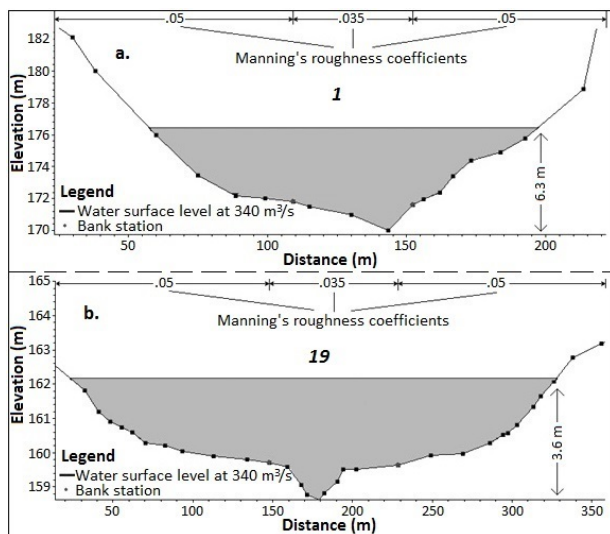 .05 .035 .05
182
a.
Manning's roughness coefficients
180
1
178
Elevation (m)
176
174
Legend
Water surface level at 340 m³/s
172
Bank station
6.3 m
170
50 100 150 200
Distance (m)
165
.05 .035 .05
164
b.
Manning's roughness coefficients
163
19
Elevation (m)
162
161
Legend
160
Water surface level at 340 m³/s
Bank station
3.6 m
159
50 100 150 200 250 300 350
Distance (m)